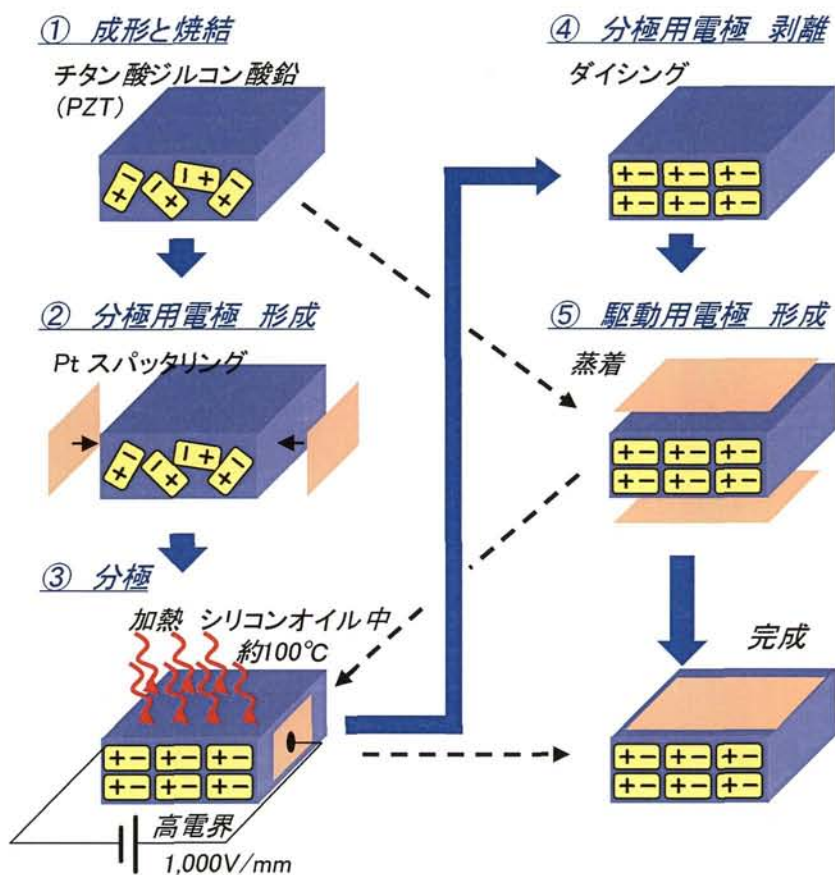 ① 成形と焼結
チタン酸ジルコン酸鉛
(PZT)
② 分極用電極 形成
Pt スパッタリング
③ 分極
加熱 シリコンオイル中
約100℃
高電界
1,000V/mm
④ 分極用電極 剥離
ダイシング
⑤ 駆動用電極 形成
蒸着
完成